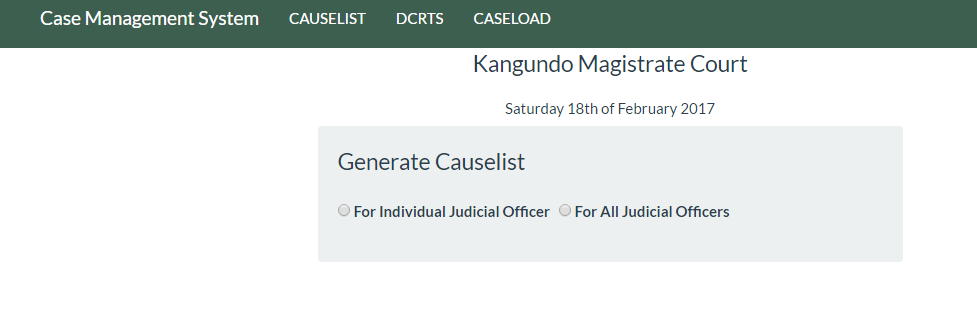 Case Management System CAUSELIST DCRTS CASELOAD
Kangundo Magistrate Court
Saturday 18th of February 2017
Generate Causelist
For Individual Judicial Officer For All Judicial Officers